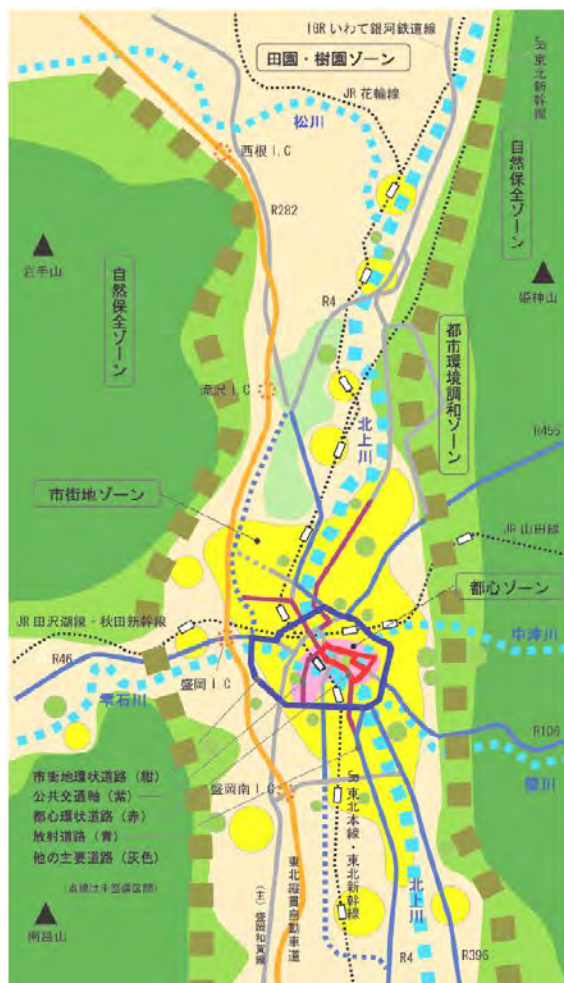 IGR いわて銀河鉄道線
田園・樹園ゾーン
JR 東北新幹線
JR 花輪線
松川
西根 I.C
自然保全ゾーン
R282
岩手山
自然保全ゾーン
姫神山
R4
都市環境調和ゾーン
滝沢 I.C
北上川
R455
市街地ゾーン
JR 山田線
都心ゾーン
JR 田沢湖線・秋田新幹線
中津川
R46
盛岡 I.C
雫石川
R106
簗川
市街地環状道路（紺）
公共交通軸（紫）
都心環状道路（赤）
放射道路（青）
他の主要道路（灰色）
（点線は未整備区間）
盛岡南 I.C
JR 東北本線・東北新幹線
東北縦貫自動車道
（主）盛岡和賀線
北上川
南昌山
R4
R396